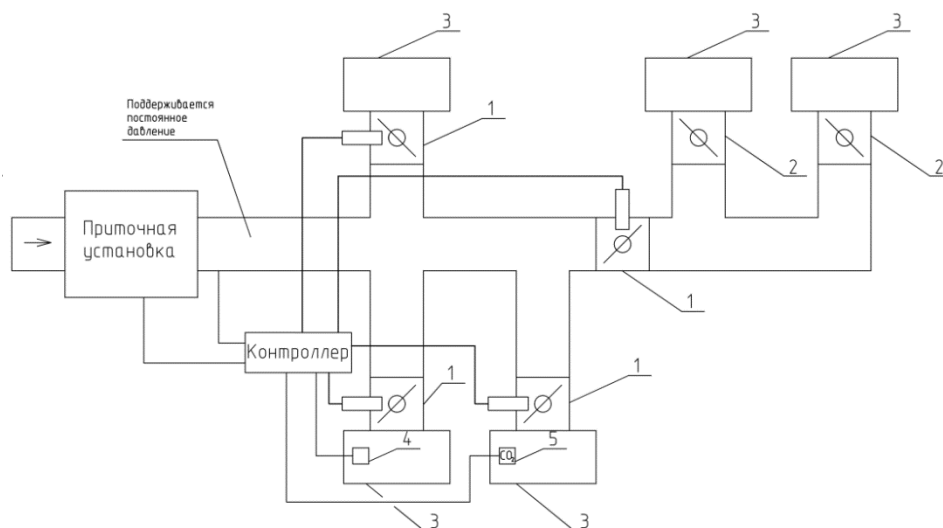 3
3
3
Поддерживается
постоянное
давление
1
2
2
Приточная
установка
1
Контроллер
1
1
4
5
CO₂
3
3